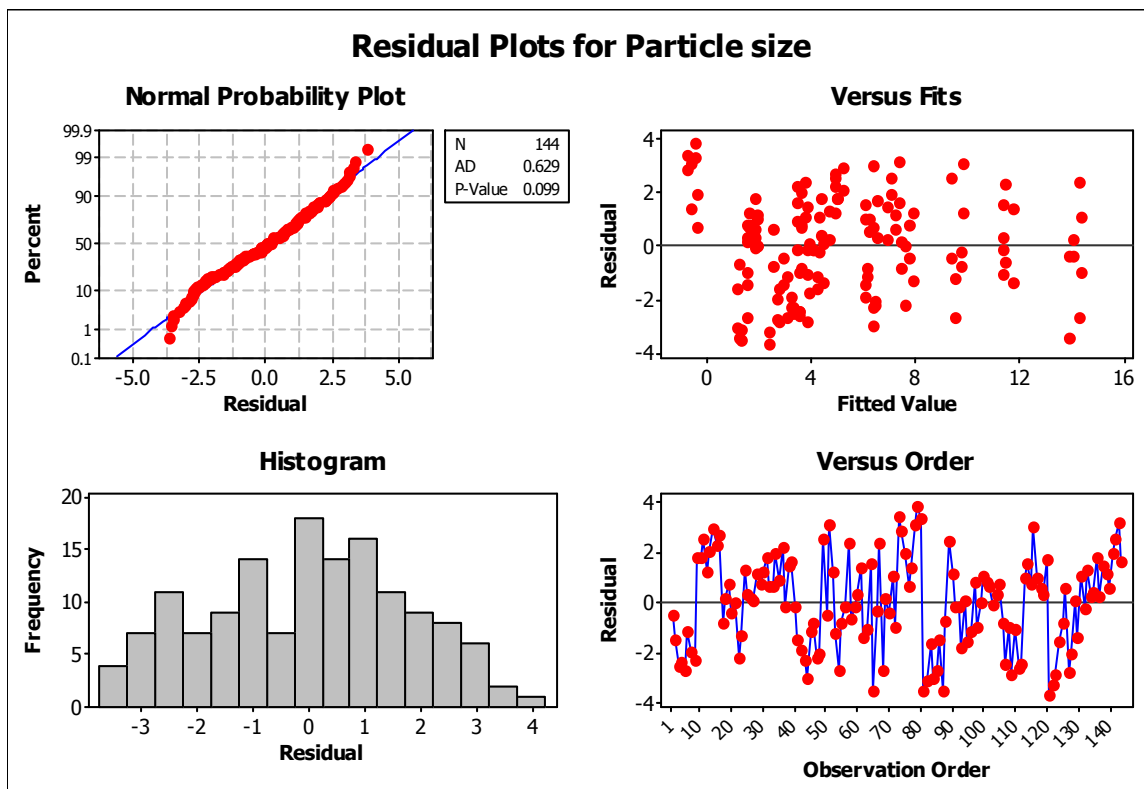 Residual Plots for Particle size
Normal Probability Plot
Percent
99.9
99
90
50
10
1
0.1
-5.0 -2.5 0.0 2.5 5.0
Residual
N 144
AD 0.629
P-Value 0.099
Versus Fits
Residual
4
2
0
-2
-4
0 4 8 12 16
Fitted Value
Histogram
Frequency
20
15
10
5
0
-3 -2 -1 0 1 2 3 4
Residual
Versus Order
Residual
4
2
0
-2
-4
1 10 20 30 40 50 60 70 80 90 100 110 120 130 140
Observation Order